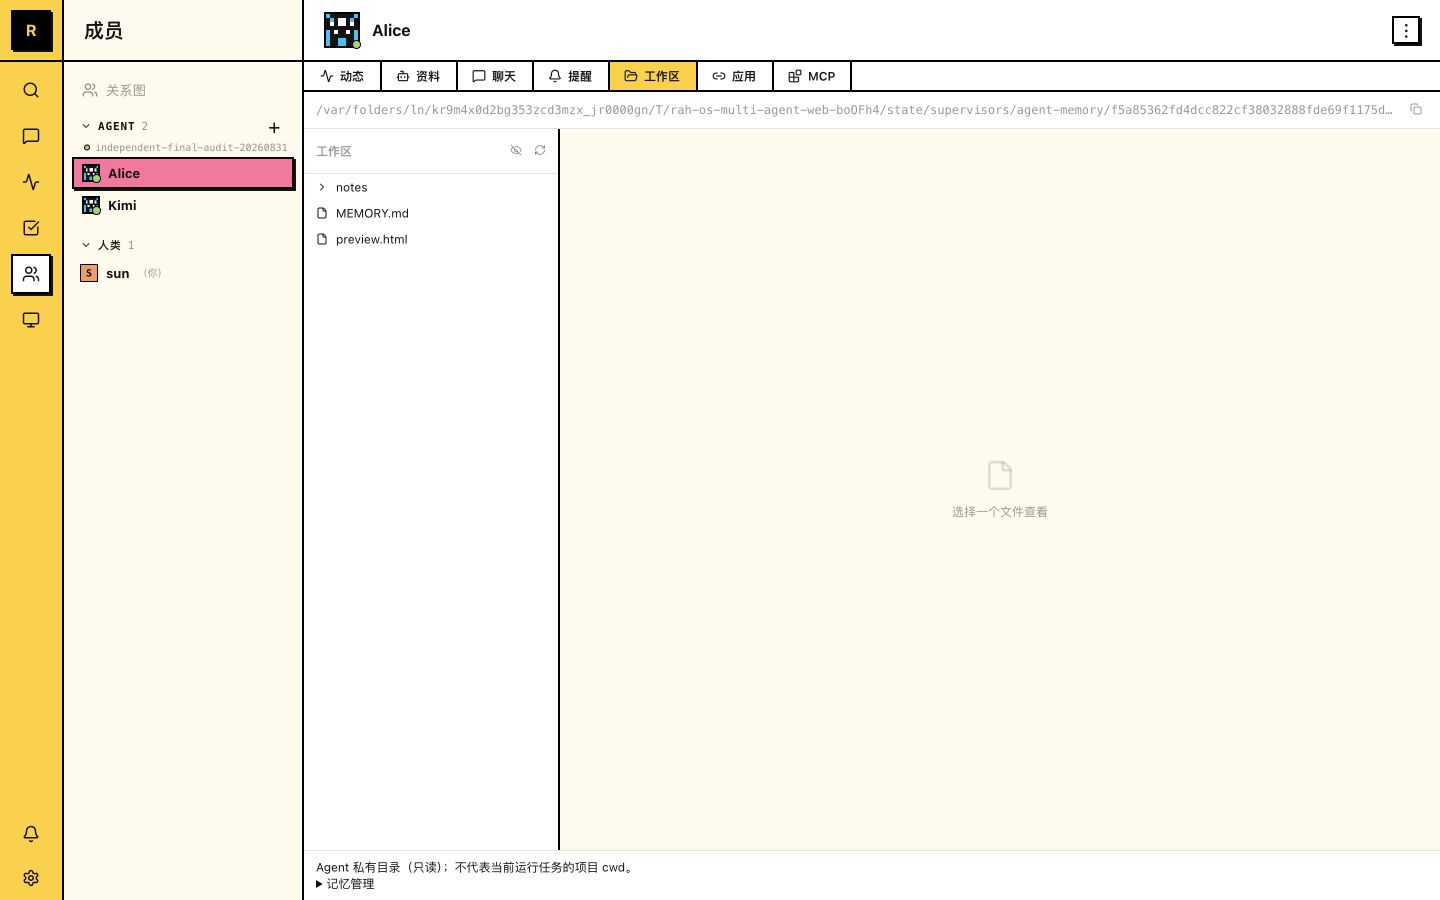 R
成员
Alice
动态
资料
聊天
提醒
工作区
应用
MCP
关系图
AGENT 2
independent-final-audit-20260831
Alice
Kimi
人类 1
S sun (你)
/var/folders/ln/kr9m4x0d2bg353zcd3mzx_jr0000gn/T/rah-os-multi-agent-web-boOFh4/state/supervisors/agent-memory/f5a85362fd4dcc822cf38032888fde69f1175d…
工作区
notes
MEMORY.md
preview.html
选择一个文件查看
Agent 私有目录（只读）；不代表当前运行任务的项目 cwd。
记忆管理